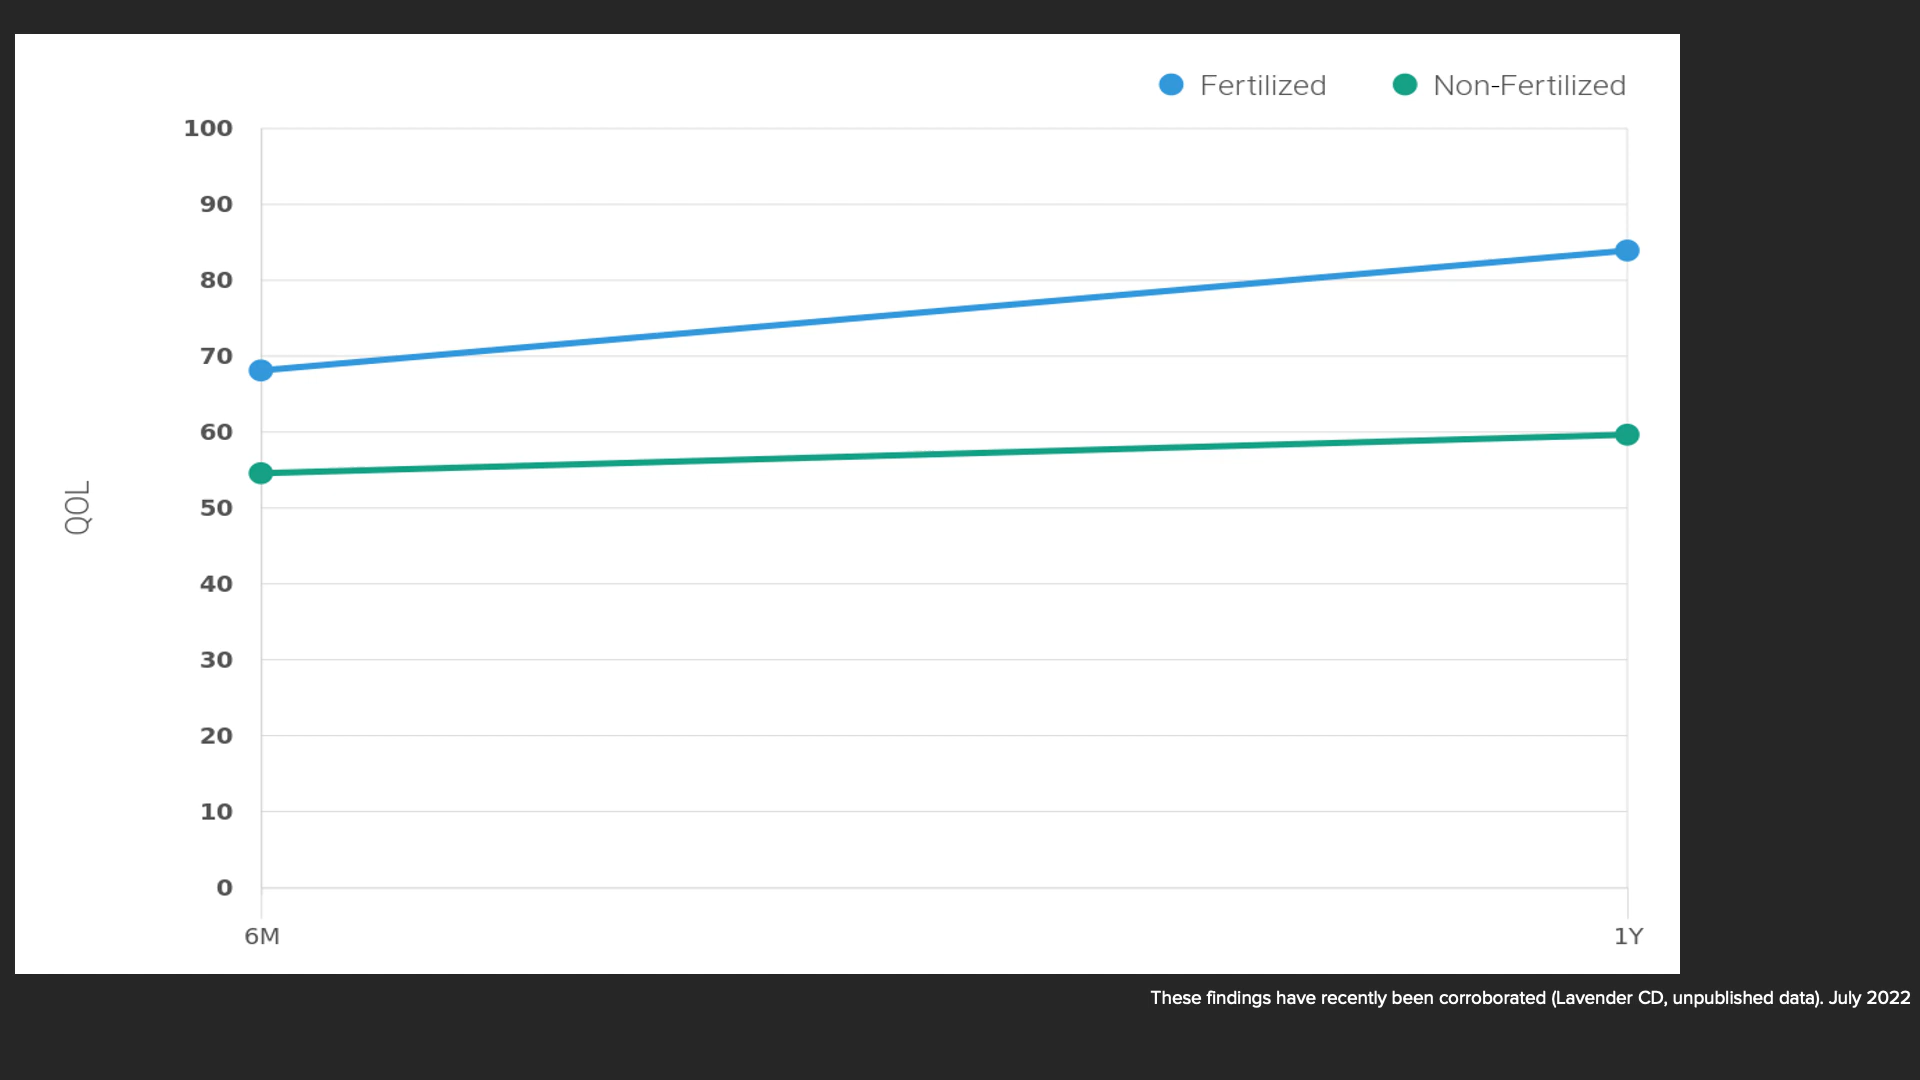 Fertilized Non-Fertilized
100
90
80
70
60
50
40
30
20
10
0
QOL
6M 1Y
These findings have recently been corroborated (Lavender CD, unpublished data). July 2022